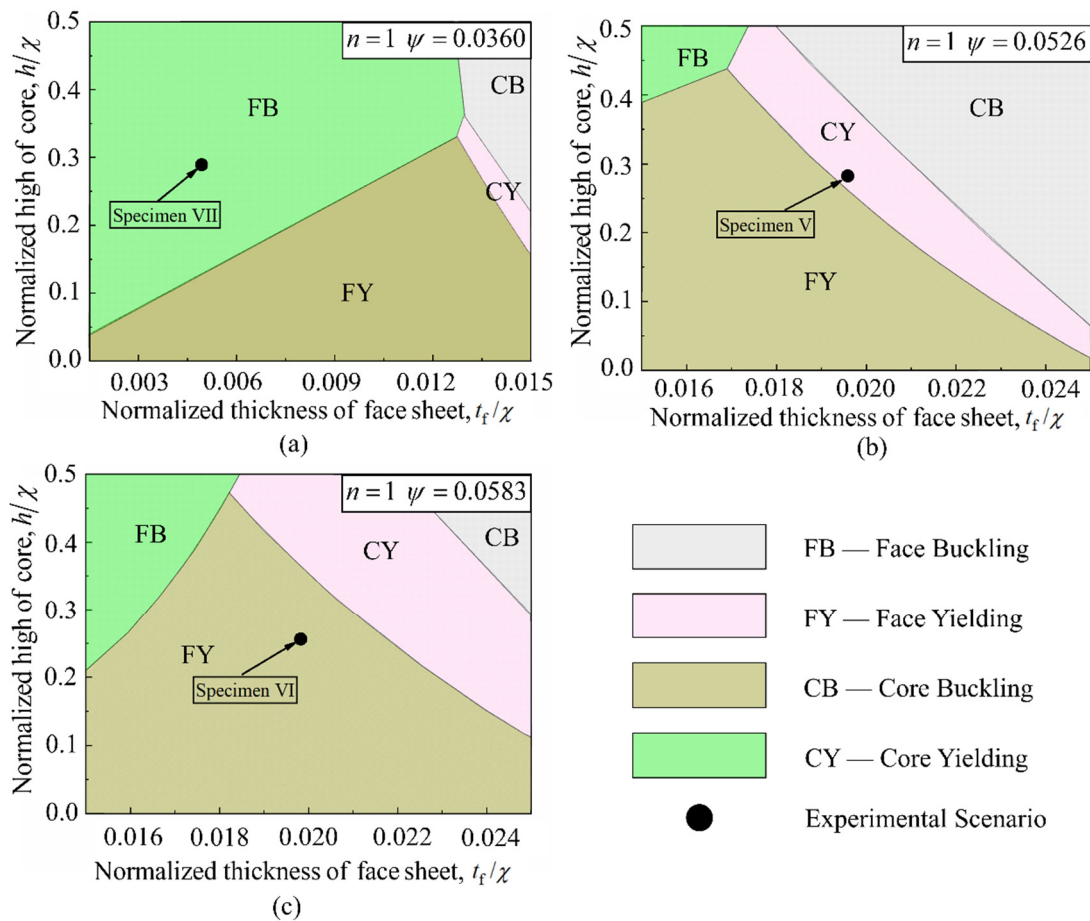 (a)
n = 1 ψ = 0.0360
FB
CB
CY
FY
Specimen VII
0.5
0.4
0.3
0.2
0.1
0.0
0.003
0.006
0.009
0.012
0.015
Normalized high of core, h/χ
Normalized thickness of face sheet, t_f/χ
(a)
n = 1 ψ = 0.0526
FB
CY
CB
FY
Specimen V
0.5
0.4
0.3
0.2
0.1
0.0
0.016
0.018
0.020
0.022
0.024
Normalized high of core, h/χ
Normalized thickness of face sheet, t_f/χ
(b)
n = 1 ψ = 0.0583
FB
CY
CB
FY
Specimen VI
0.5
0.4
0.3
0.2
0.1
0.0
0.016
0.018
0.020
0.022
0.024
Normalized high of core, h/χ
Normalized thickness of face sheet, t_f/χ
(c)
FB — Face Buckling
FY — Face Yielding
CB — Core Buckling
CY — Core Yielding
Experimental Scenario